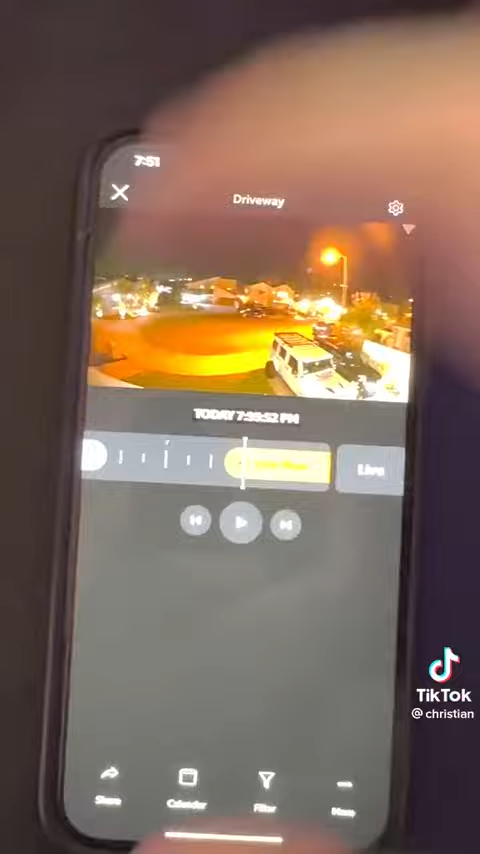 7:51
Driveway
TODAY 7:39:52 PM
Live
Share
Calendar
Filter
More
TikTok
@ christian